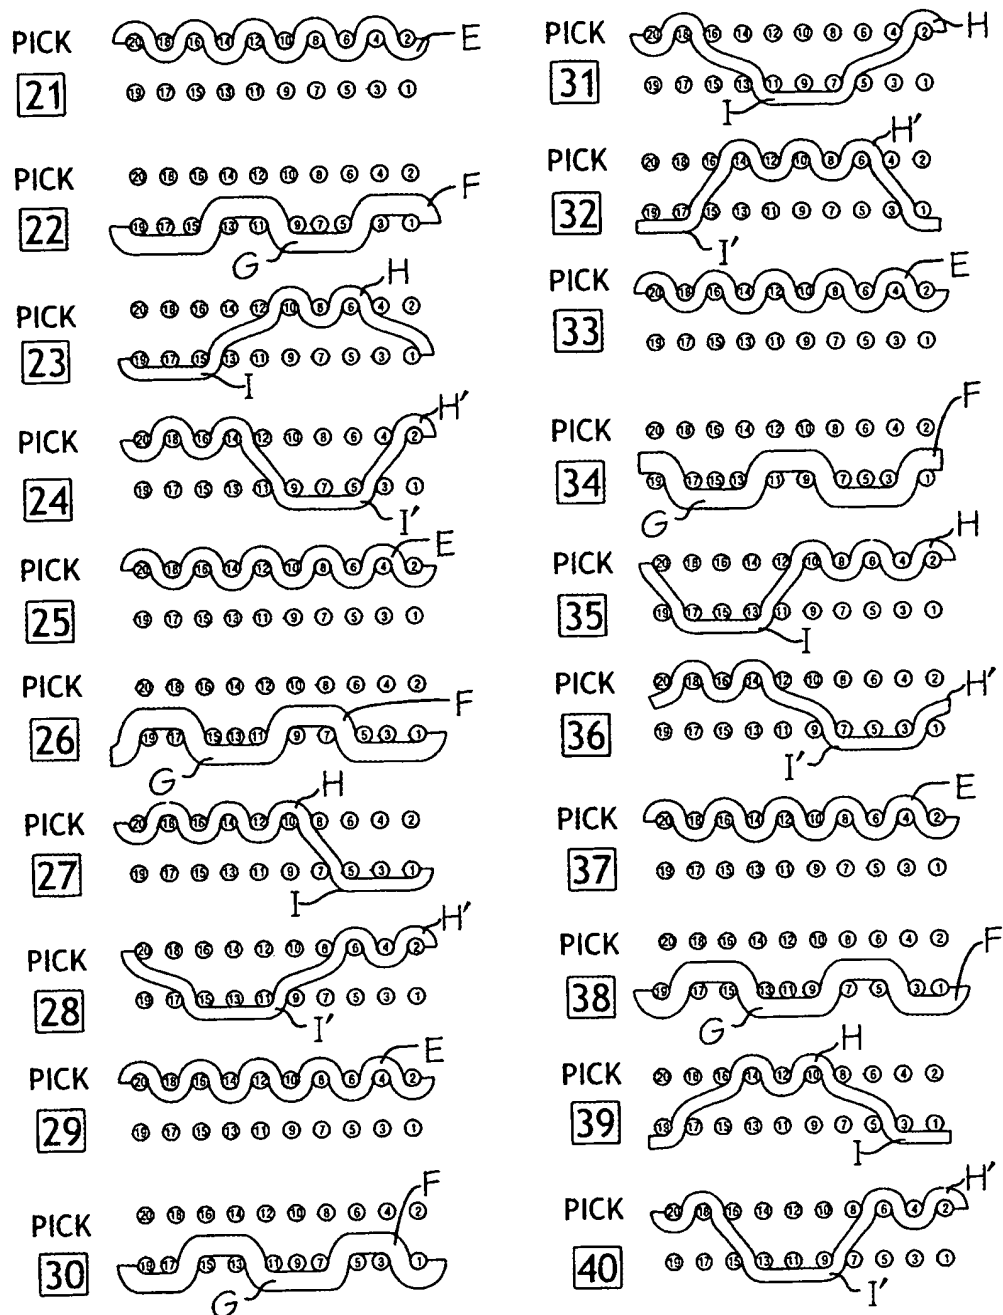 PICK 20 18 16 14 12 10 8 6 4 2 E
21 19 17 15 13 11 9 7 5 3 1
PICK 20 18 16 14 12 10 8 6 4 2 F
22 19 17 15 13 11 9 7 5 3 1
G
H
PICK 20 18 16 14 12 10 8 6 4 2
23 19 17 15 13 11 9 7 5 3 1
I
H'
PICK 20 18 16 14 12 10 8 6 4 2
24 19 17 15 13 11 9 7 5 3 1
I'
E
PICK 20 18 16 14 12 10 8 6 4 2
25 19 17 15 13 11 9 7 5 3 1
PICK 20 18 16 14 12 10 8 6 4 2
F
26 19 17 15 13 11 9 7 5 3 1
G
H
PICK 20 18 16 14 12 10 8 6 4 2
27 19 17 15 13 11 9 7 5 3 1
I
H'
PICK 20 18 16 14 12 10 8 6 4 2
28 19 17 15 13 11 9 7 5 3 1
I'
E
PICK 20 18 16 14 12 10 8 6 4 2
29 19 17 15 13 11 9 7 5 3 1
F
PICK 20 18 16 14 12 10 8 6 4 2
30 19 17 15 13 11 9 7 5 3 1
G
PICK 20 18 16 14 12 10 8 6 4 2 H
31 19 17 15 13 11 9 7 5 3 1
I
H'
PICK 20 18 16 14 12 10 8 6 4 2
32 19 17 15 13 11 9 7 5 3 1
I'
E
PICK 20 18 16 14 12 10 8 6 4 2
33 19 17 15 13 11 9 7 5 3 1
F
PICK 20 18 16 14 12 10 8 6 4 2
34 19 17 15 13 11 9 7 5 3 1
G
H
PICK 20 18 16 14 12 10 8 6 4 2
35 19 17 15 13 11 9 7 5 3 1
I
PICK 20 18 16 14 12 10 8 6 4 2 H'
36 19 17 15 13 11 9 7 5 3 1
I'
E
PICK 20 18 16 14 12 10 8 6 4 2
37 19 17 15 13 11 9 7 5 3 1
PICK 20 18 16 14 12 10 8 6 4 2
F
38 19 17 15 13 11 9 7 5 3 1
G
H
PICK 20 18 16 14 12 10 8 6 4 2
39 19 17 15 13 11 9 7 5 3 1
I
H'
PICK 20 18 16 14 12 10 8 6 4 2
40 19 17 15 13 11 9 7 5 3 1
I'